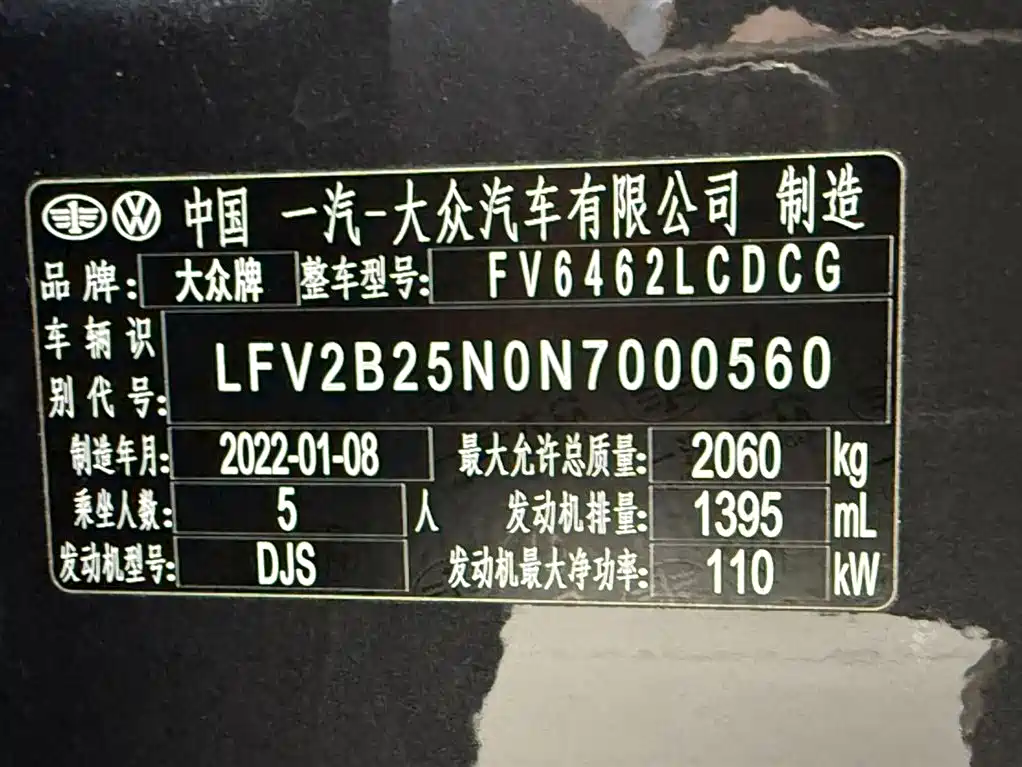 中国 一汽-大众汽车有限公司 制造
品牌: 大众牌 整车型号: FV6462LCDCG
车辆识
别代号: LFV2B25N0N7000560
制造年月: 2022-01-08 最大允许总质量: 2060 kg
乘坐人数: 5 人 发动机排量: 1395 mL
发动机型号: DJS 发动机最大净功率: 110 kW